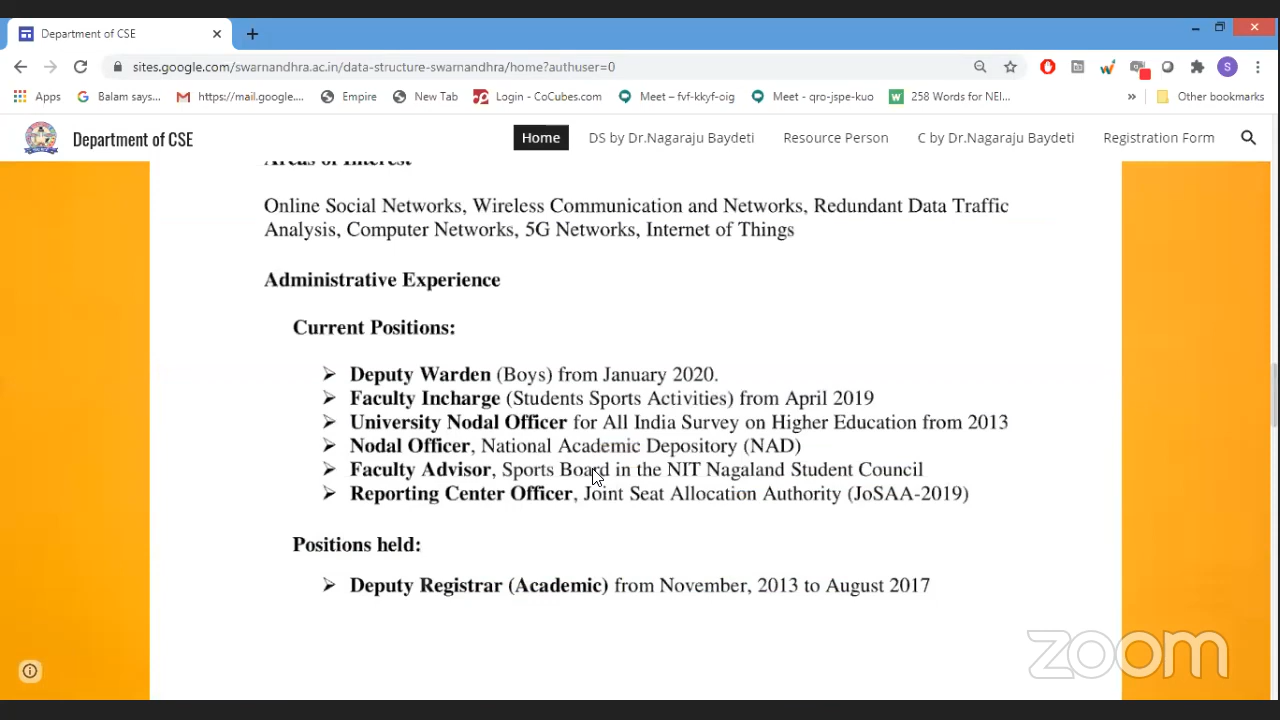 Department of CSE
sites.google.com/swarnandhra.ac.in/data-structure-swarnandhra/home?authuser=0
S
Apps Balam says... https://mail.google.... Empire New Tab Login - CoCubes.com Meet – fvf-kkyf-oig Meet - qro-jspe-kuo 258 Words for NEI... » Other bookmarks
Department of CSE Home DS by Dr.Nagaraju Baydeti Resource Person C by Dr.Nagaraju Baydeti Registration Form
Areas of Interest
Online Social Networks, Wireless Communication and Networks, Redundant Data Traffic
Analysis, Computer Networks, 5G Networks, Internet of Things
Administrative Experience
Current Positions:
➢ Deputy Warden (Boys) from January 2020.
➢ Faculty Incharge (Students Sports Activities) from April 2019
➢ University Nodal Officer for All India Survey on Higher Education from 2013
➢ Nodal Officer, National Academic Depository (NAD)
➢ Faculty Advisor, Sports Board in the NIT Nagaland Student Council
➢ Reporting Center Officer, Joint Seat Allocation Authority (JoSAA-2019)
Positions held:
➢ Deputy Registrar (Academic) from November, 2013 to August 2017
zoom